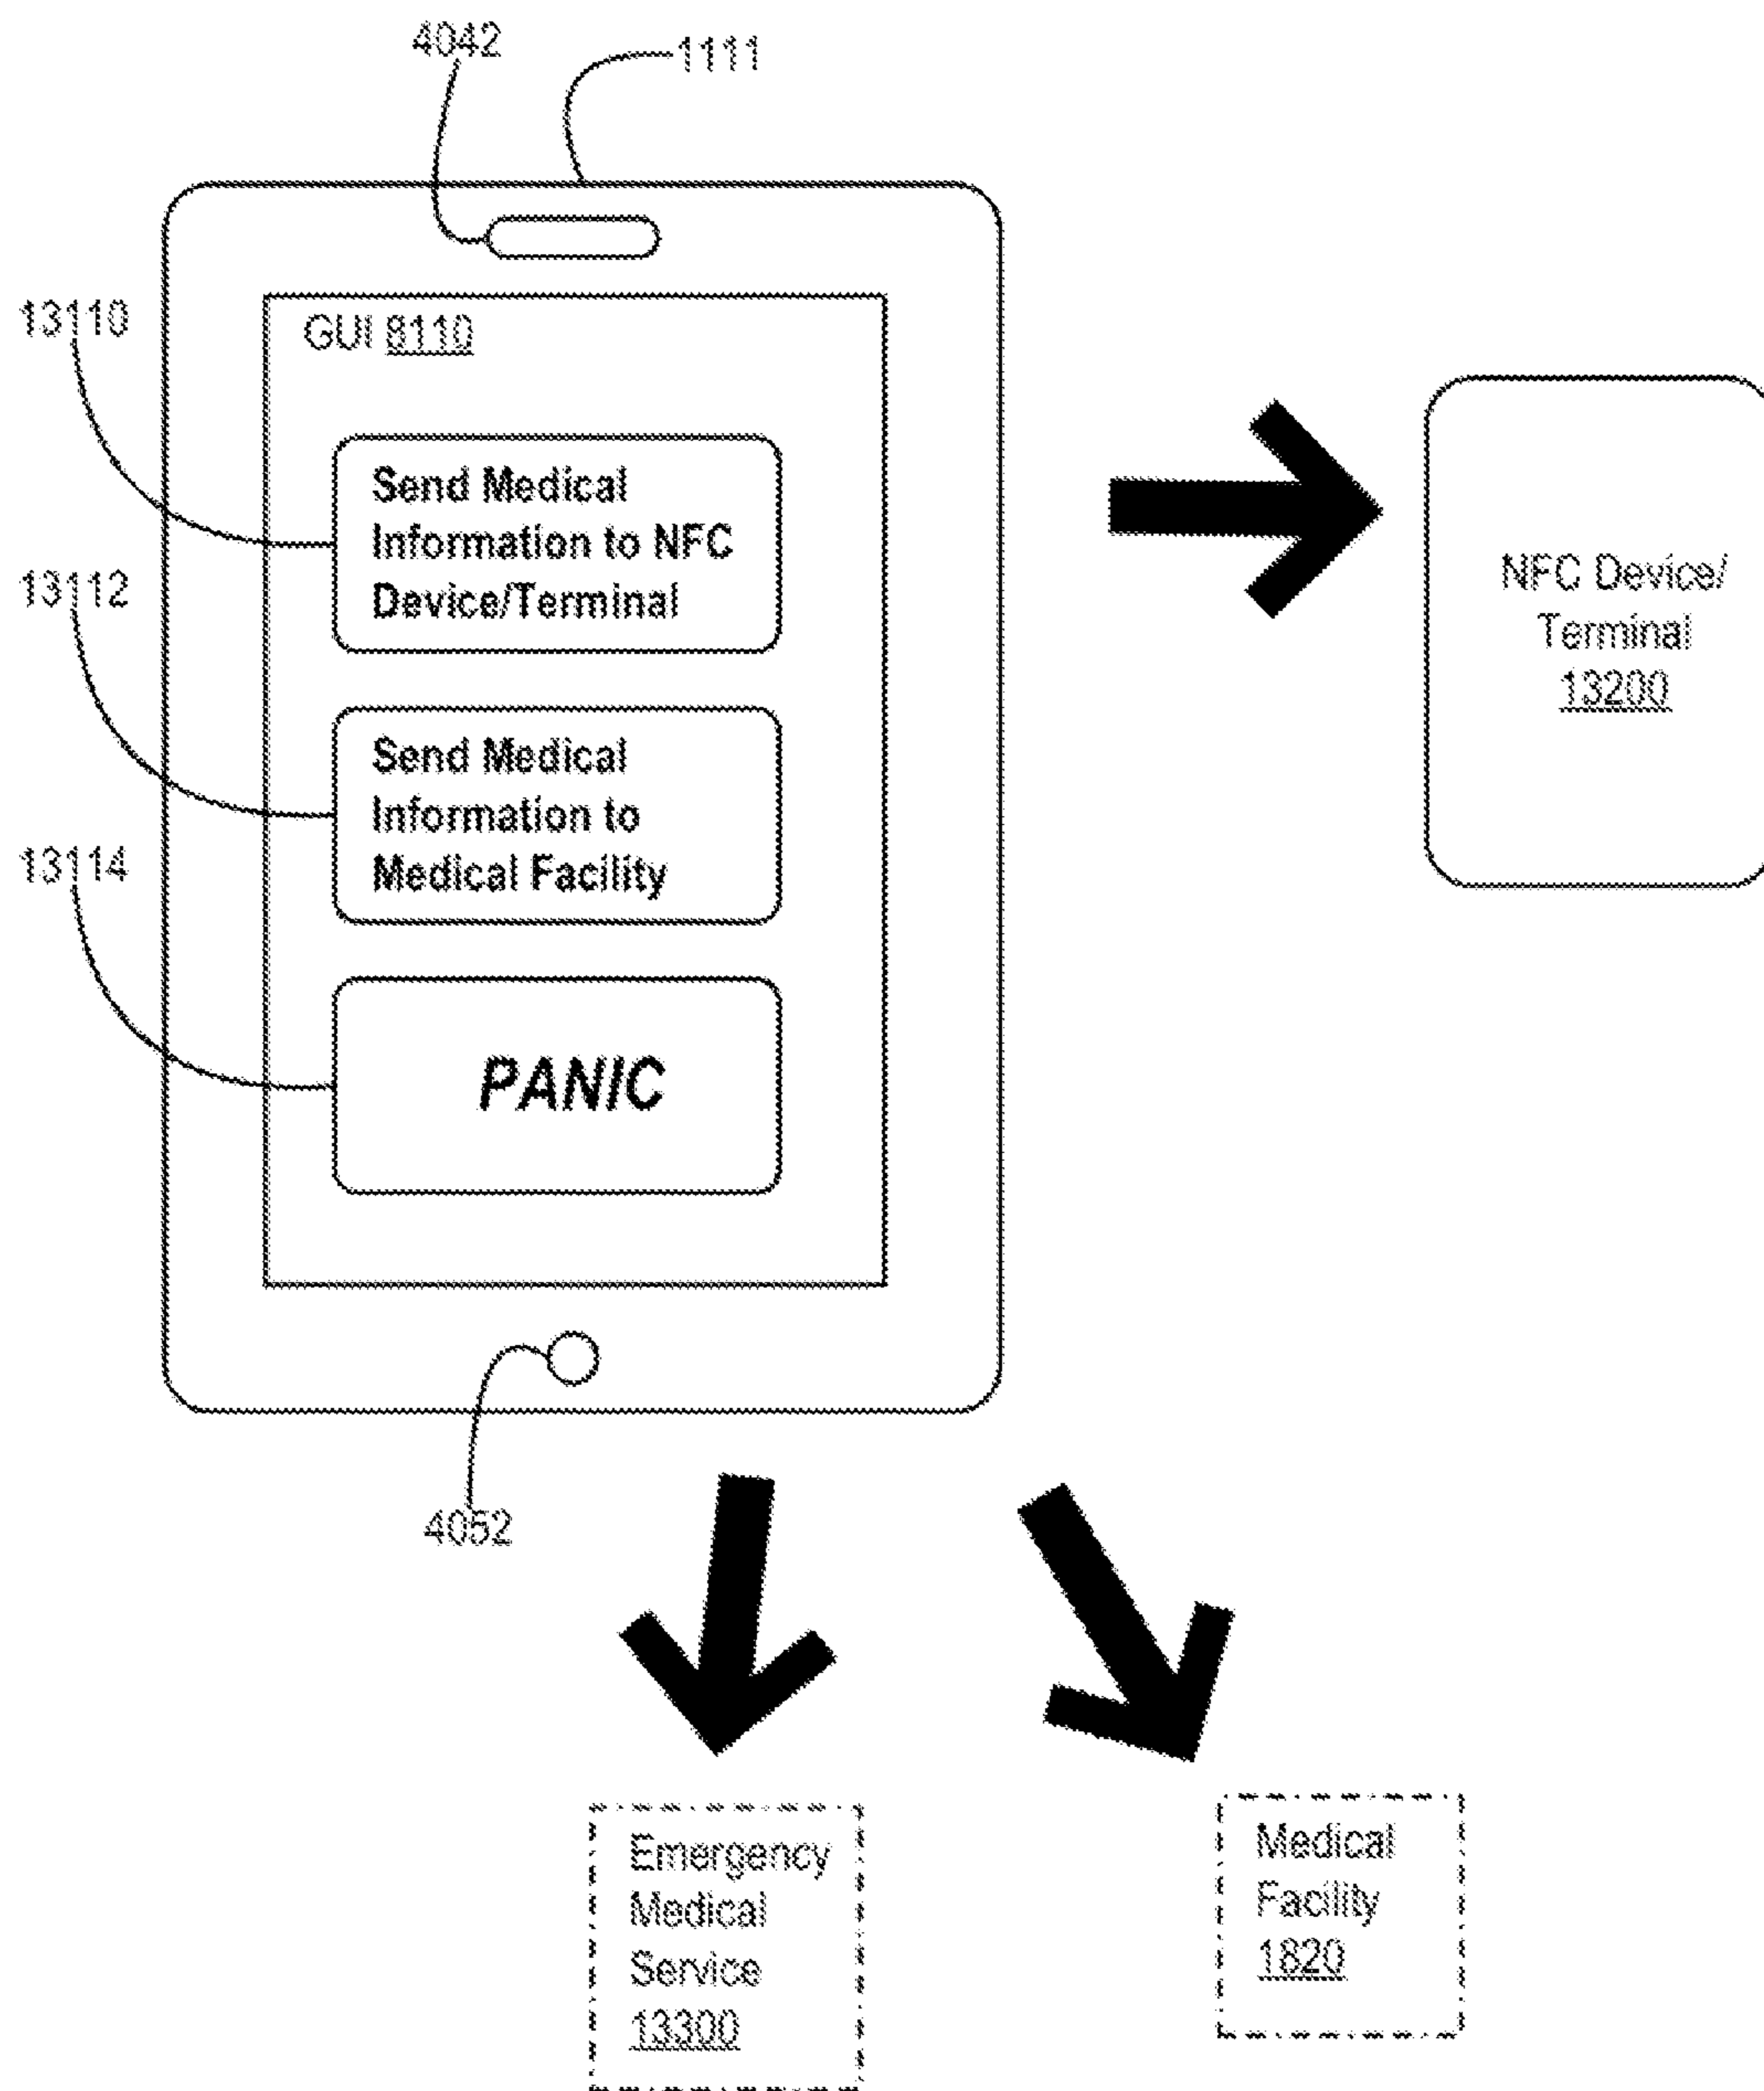 4042
1111
13110
GUI 8110
Send Medical
Information to NFC
Device/Terminal
NFC Device/
Terminal
13200
13112
Send Medical
Information to
Medical Facility
13114
PANIC
4052
Emergency
Medical
Service
13300
Medical
Facility
1820